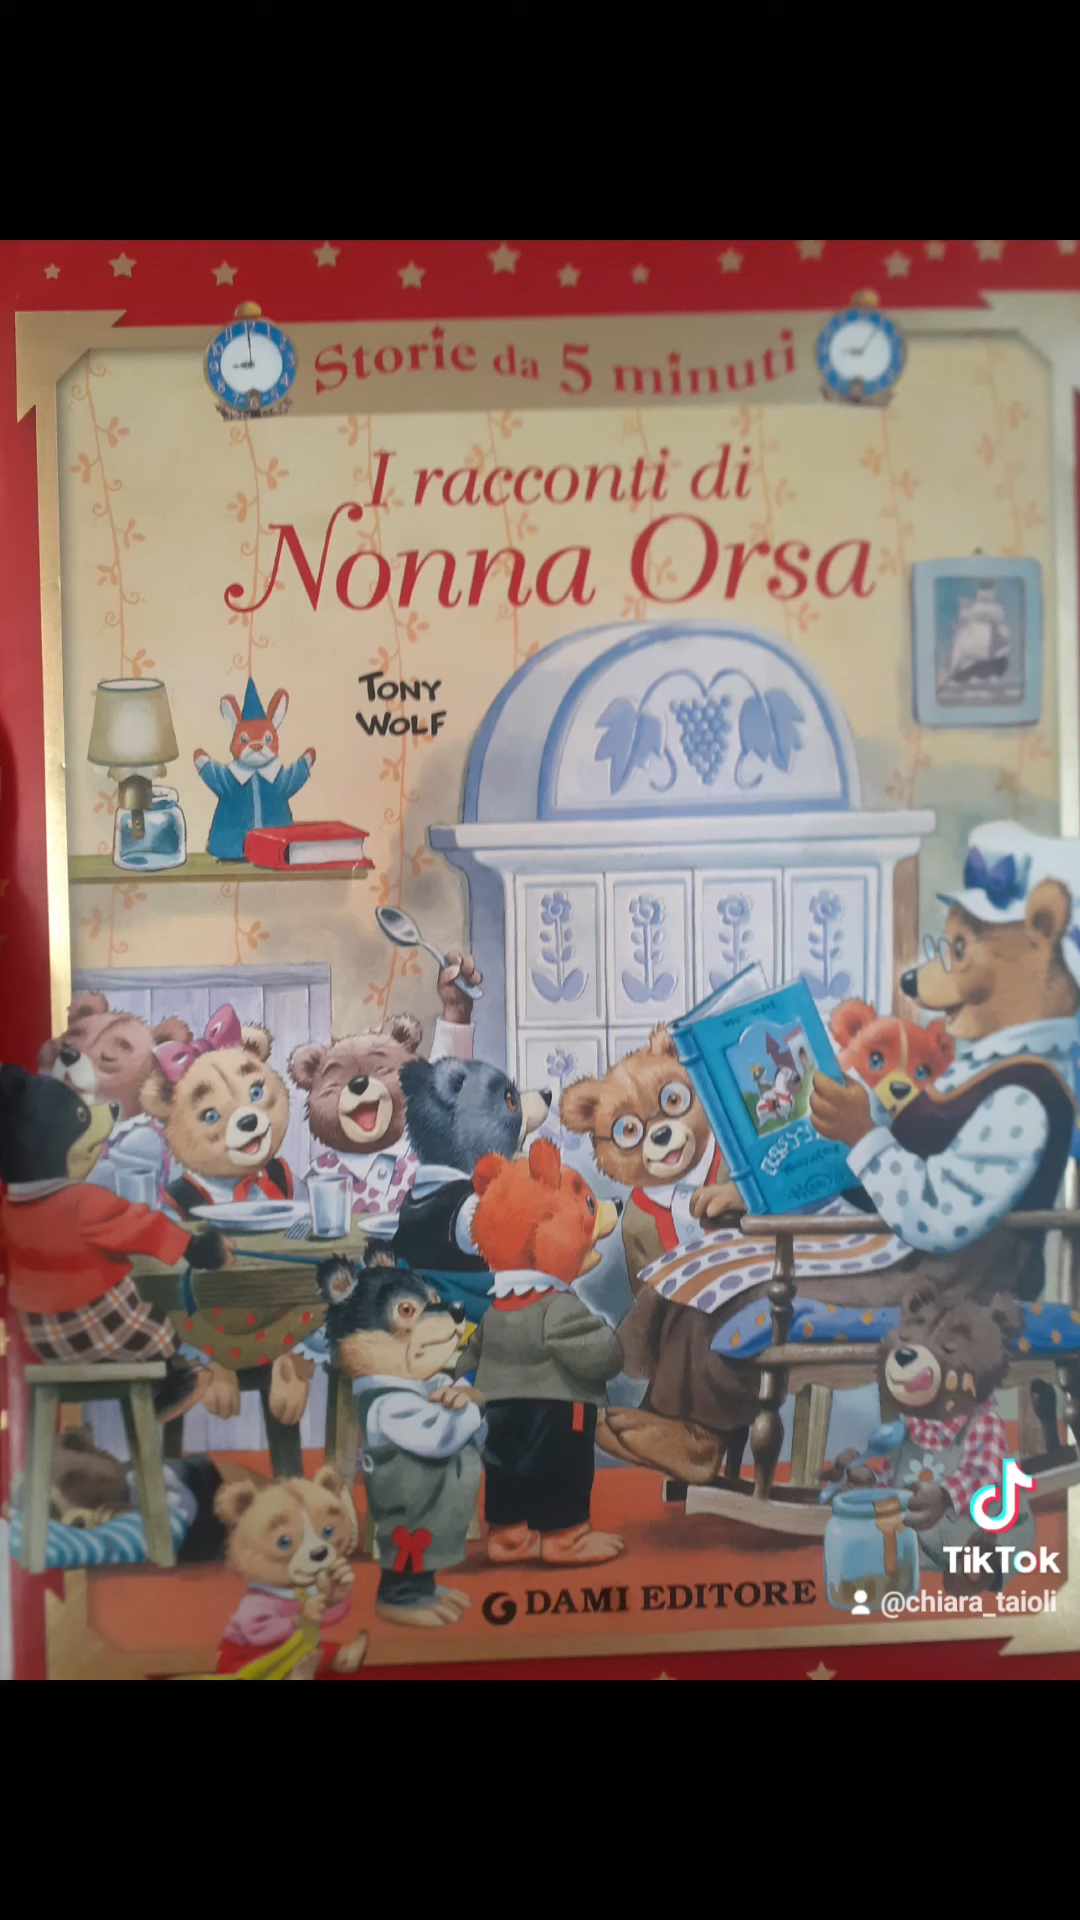 Storie da 5 minuti
I racconti di
Nonna Orsa
TONY
WOLF
DAMI EDITORE
TikTok
@chiara_taioli